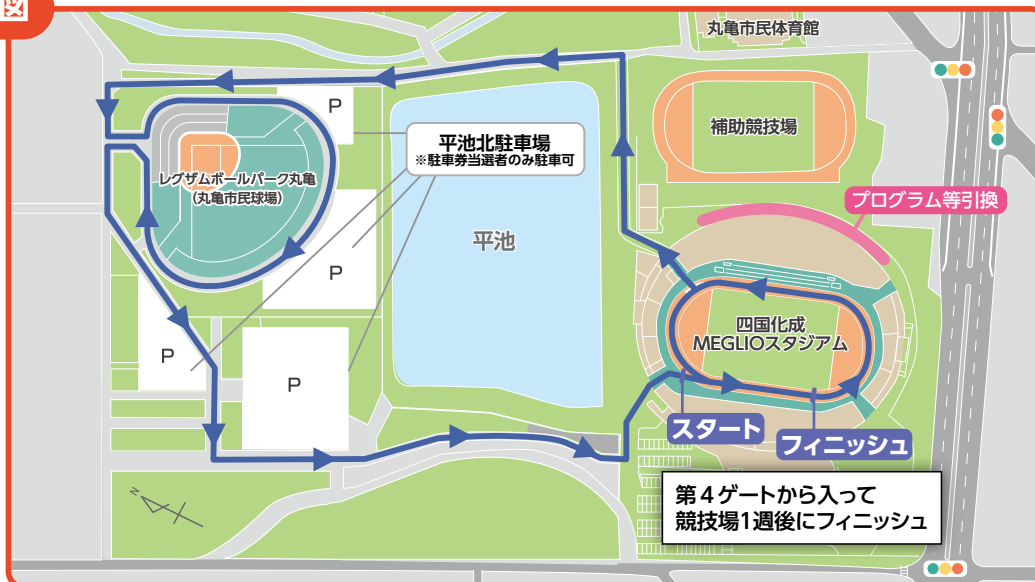 図
丸亀市民体育館
補助競技場
P
平池北駐車場
※駐車券当選者のみ駐車可
レグザムボールパーク丸亀
（丸亀市民球場）
プログラム等引換
平池
P
四国化成
MEGLIOスタジアム
P
P
スタート
フィニッシュ
第4ゲートから入って
競技場1週後にフィニッシュ
N